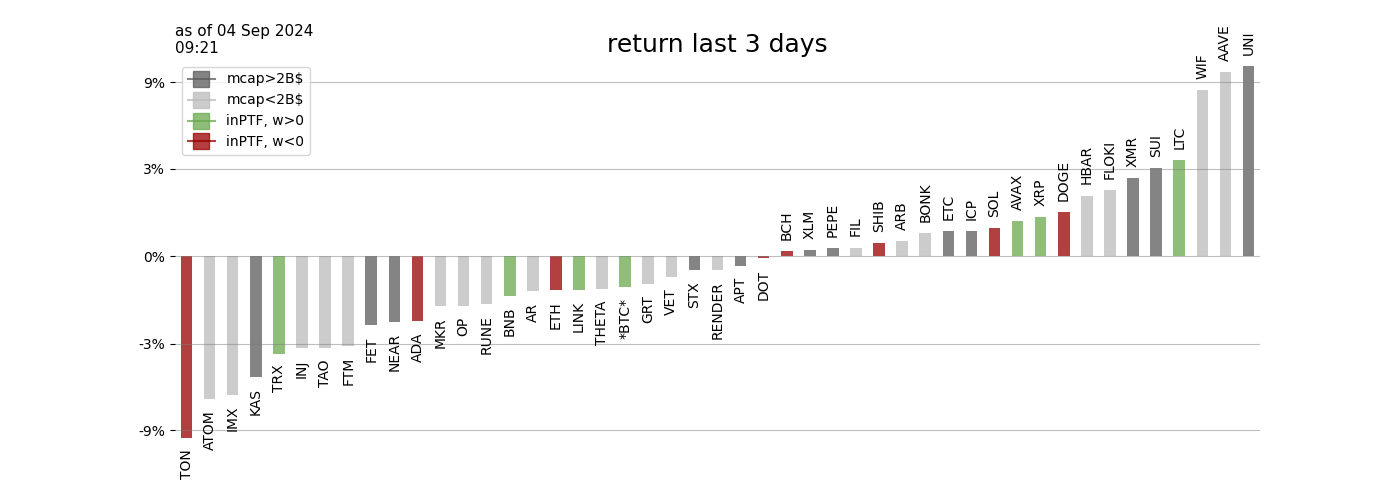 as of 04 Sep 2024
09:21
return last 3 days
mcap>2B$
mcap<2B$
inPTF, w>0
inPTF, w<0
9%
3%
0%
-3%
-9%
TON
ATOM
IMX
KAS
TRX
INJ
TAO
FTM
FET
NEAR
ADA
MKR
OP
RUNE
BNB
AR
ETH
LINK
THETA
*BTC*
GRT
VET
STX
RENDER
APT
DOT
BCH
XLM
PEPE
FIL
SHIB
ARB
BONK
ETC
ICP
SOL
AVAX
XRP
DOGE
HBAR
FLOKI
XMR
SUI
LTC
WIF
AAVE
UNI